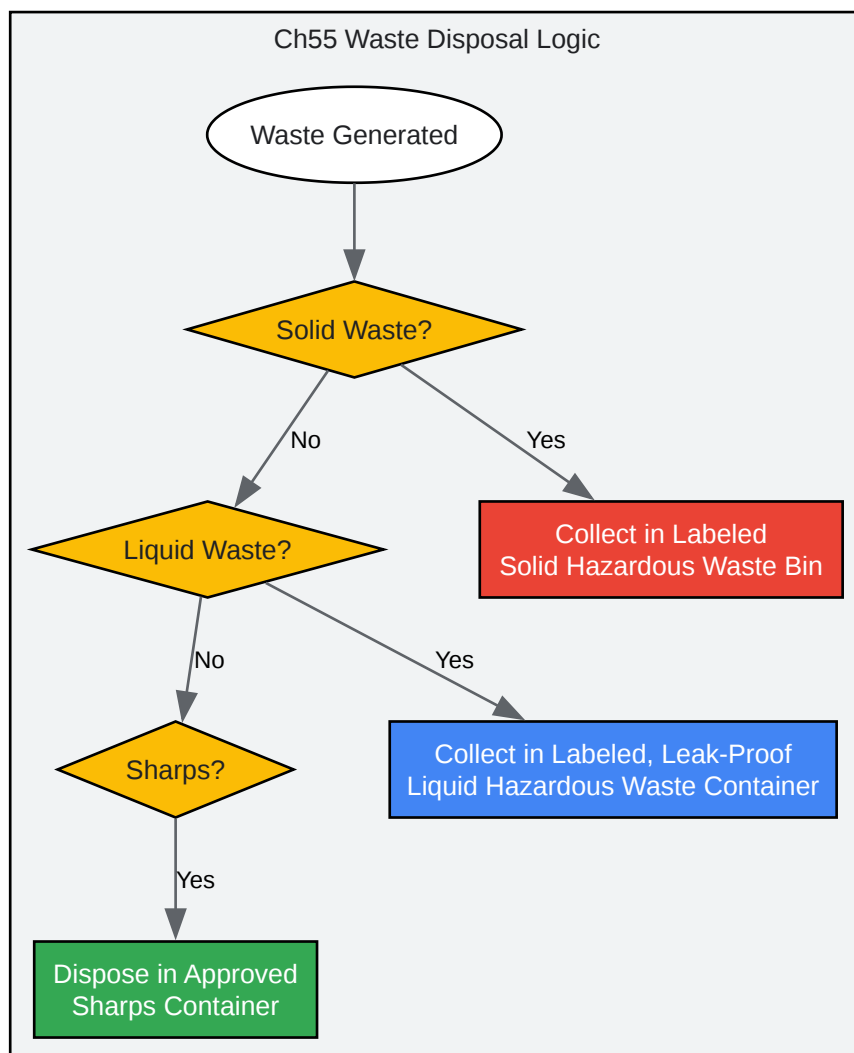 Ch55 Waste Disposal Logic
Waste Generated
Solid Waste?
No
Yes
Liquid Waste?
Collect in Labeled
Solid Hazardous Waste Bin
No
Yes
Sharps?
Collect in Labeled, Leak-Proof
Liquid Hazardous Waste Container
Yes
Dispose in Approved
Sharps Container